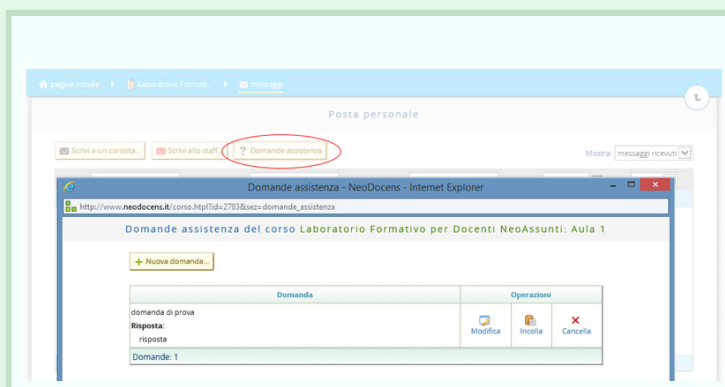 pagina iniziale Laboratorio Formati... messaggi
Posta personale
Scrivi a un corsista... Scrivi allo staff... ? Domande assistenza Mostra: messaggi ricevuti
Domande assistenza - NeoDocens - Internet Explorer
http://www.neodocens.it/corso.htpl?id=2783&sez=domande_assistenza
Domande assistenza del corso Laboratorio Formativo per Docenti NeoAssunti: Aula 1
+ Nuova domanda...
Domanda Operazioni
domanda di prova
Risposta:
risposta
Modifica Incolla Cancella
Domande: 1